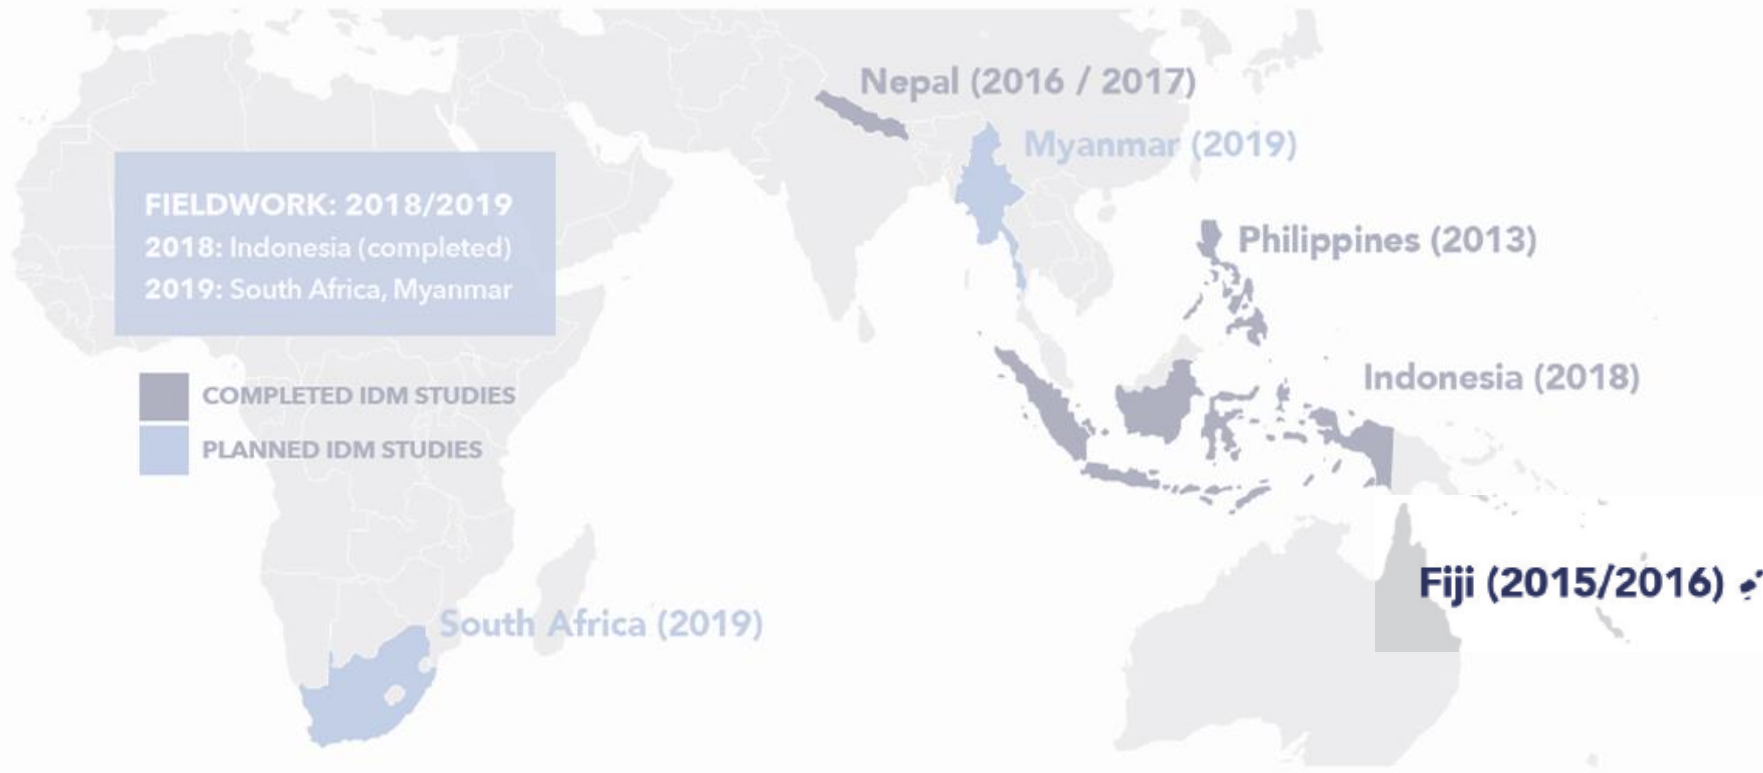 Nepal (2016 / 2017)
Myanmar (2019)
FIELDWORK: 2018/2019
2018: Indonesia (completed)
2019: South Africa, Myanmar
Philippines (2013)
COMPLETED IDM STUDIES
PLANNED IDM STUDIES
Indonesia (2018)
Fiji (2015/2016)
South Africa (2019)